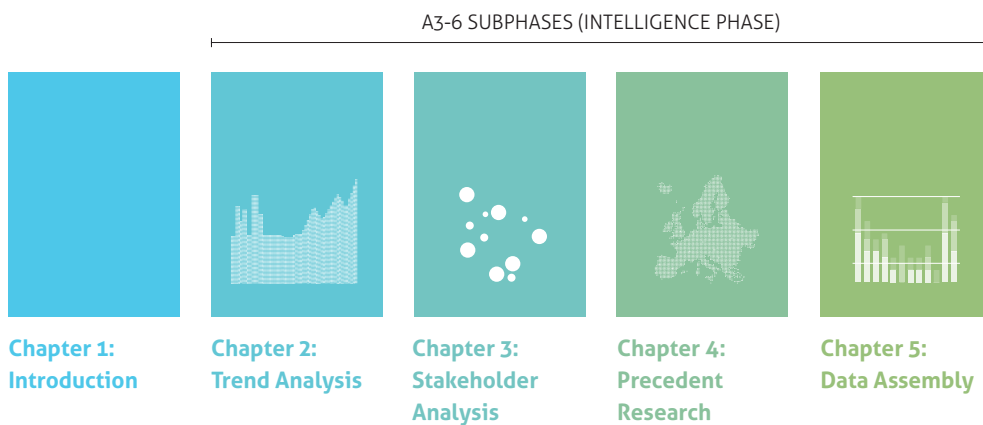 A3-6 SUBPHASES (INTELLIGENCE PHASE)
Chapter 1:
Introduction
Chapter 2:
Trend Analysis
Chapter 3:
Stakeholder
Analysis
Chapter 4:
Precedent
Research
Chapter 5:
Data Assembly